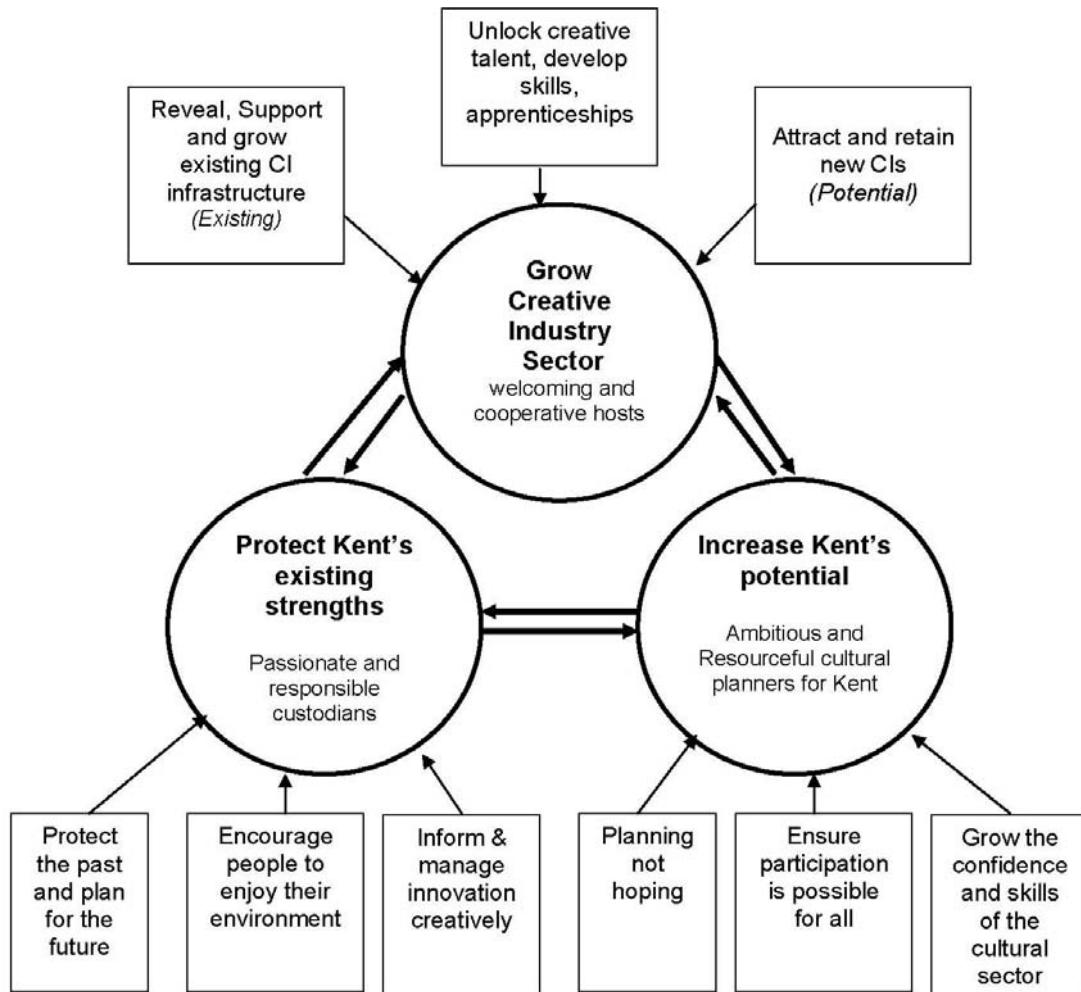 Unlock creative
talent, develop
skills,
apprenticeships
Reveal, Support
and grow
existing CI
infrastructure
(Existing)
Attract and retain
new CIs
(Potential)
Grow
Creative
Industry
Sector
welcoming and
cooperative hosts
Protect Kent's
existing
strengths
Passionate and
responsible
custodians
Increase Kent's
potential
Ambitious and
Resourceful cultural
planners for Kent
Protect
the past
and plan
for the
future
Encourage
people to
enjoy their
environment
Inform &
manage
innovation
creatively
Planning
not
hoping
Ensure
participation
is possible
for all
Grow the
confidence
and skills
of the
cultural
sector